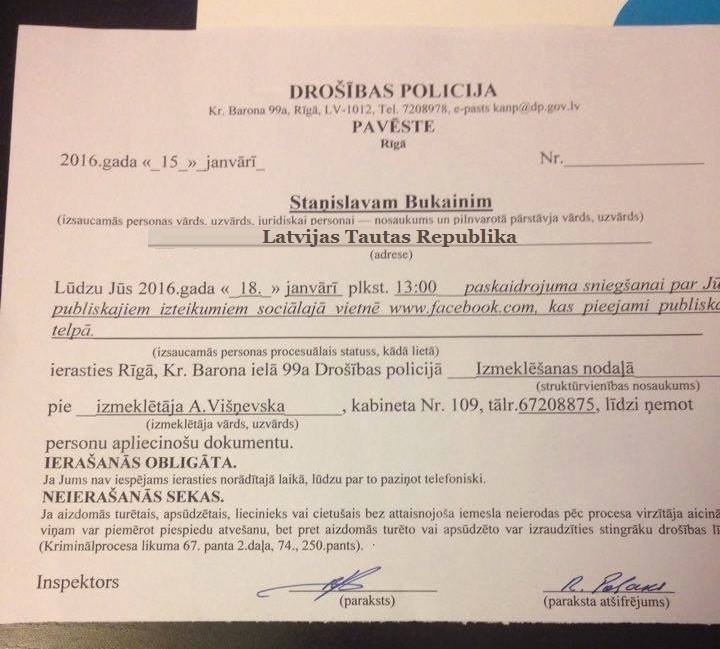 DROŠĪBAS POLICIJA
Kr. Barona 99a, Rīgā, LV-1012, Tel. 7208978, e-pasts kanp@dp.gov.lv
PAVĒSTE
Rīgā
2016.gada «_15_»_janvārī_ Nr.
Staņislavam Bukainim
(izsaucamās personas vārds, uzvārds, juridiskai personai — nosaukums un pilnvarotā pārstāvja vārds, uzvārds)
Latvijas Tautas Republika
(adrese)
Lūdzu Jūs 2016.gada «_18._» janvārī plkst. 13:00 paskaidrojuma sniegšanai par Jū
publiskajiem izteikumiem sociālajā vietnē www.facebook.com, kas pieejami publiska
telpā.
(izsaucamās personas procesuālais statuss, kādā lietā)
ierasties Rīgā, Kr. Barona ielā 99a Drošības policijā Izmeklēšanas nodaļā
(struktūrvienības nosaukums)
pie izmeklētāja A.Višņevska, kabineta Nr. 109, tālr.67208875, līdzi ņemot
(izmeklētāja vārds, uzvārds)
personu apliecinošu dokumentu.
IERAŠANĀS OBLIGĀTA.
Ja Jums nav iespējams ierasties norādītajā laikā, lūdzu par to paziņot telefoniski.
NEIERAŠANĀS SEKAS.
Ja aizdomās turētais, apsūdzētais, liecinieks vai cietušais bez attaisnojoša iemesla neierodas pēc procesa virzītāja aicinā
viņam var piemērot piespiedu atvešanu, bet pret aizdomās turēto vai apsūdzēto var izraudzīties stingrāku drošības lī
(Kriminālprocesa likuma 67. panta 2.daļa, 74., 250.pants).
Inspektors
(paraksts) (paraksta atšifrējums)